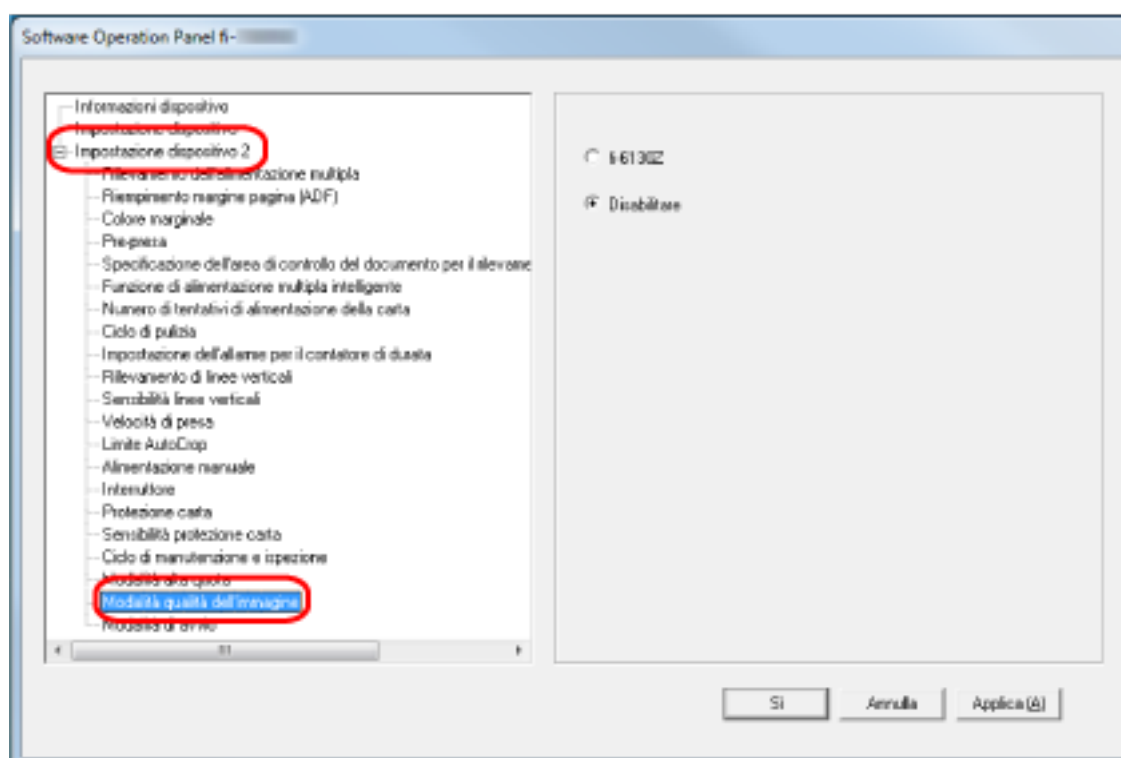 Software Operation Panel fi-
Informazioni dispositivo
Impostazione dispositivo
Impostazione dispositivo 2
Rilevamento dell'alimentazione multipla
Riempimento margine pagina (ADF)
Colore marginale
Pre-presa
Specificazione dell'area di controllo del documento per il rilevame
Funzione di alimentazione multipla intelligente
Numero di tentativi di alimentazione della carta
Ciclo di pulizia
Impostazione dell'allarme per il contatore di durata
Rilevamento di linee verticali
Sensibilità linee verticali
Velocità di presa
Limite AutoCrop
Alimentazione manuale
Interruttore
Protezione carta
Sensibilità protezione carta
Ciclo di manutenzione e ispezione
Modalità alta quota
Modalità qualità dell'immagine
Modalità di avvio
fi-6130Z
Disabilitare
Sì
Annulla
Applica (A)